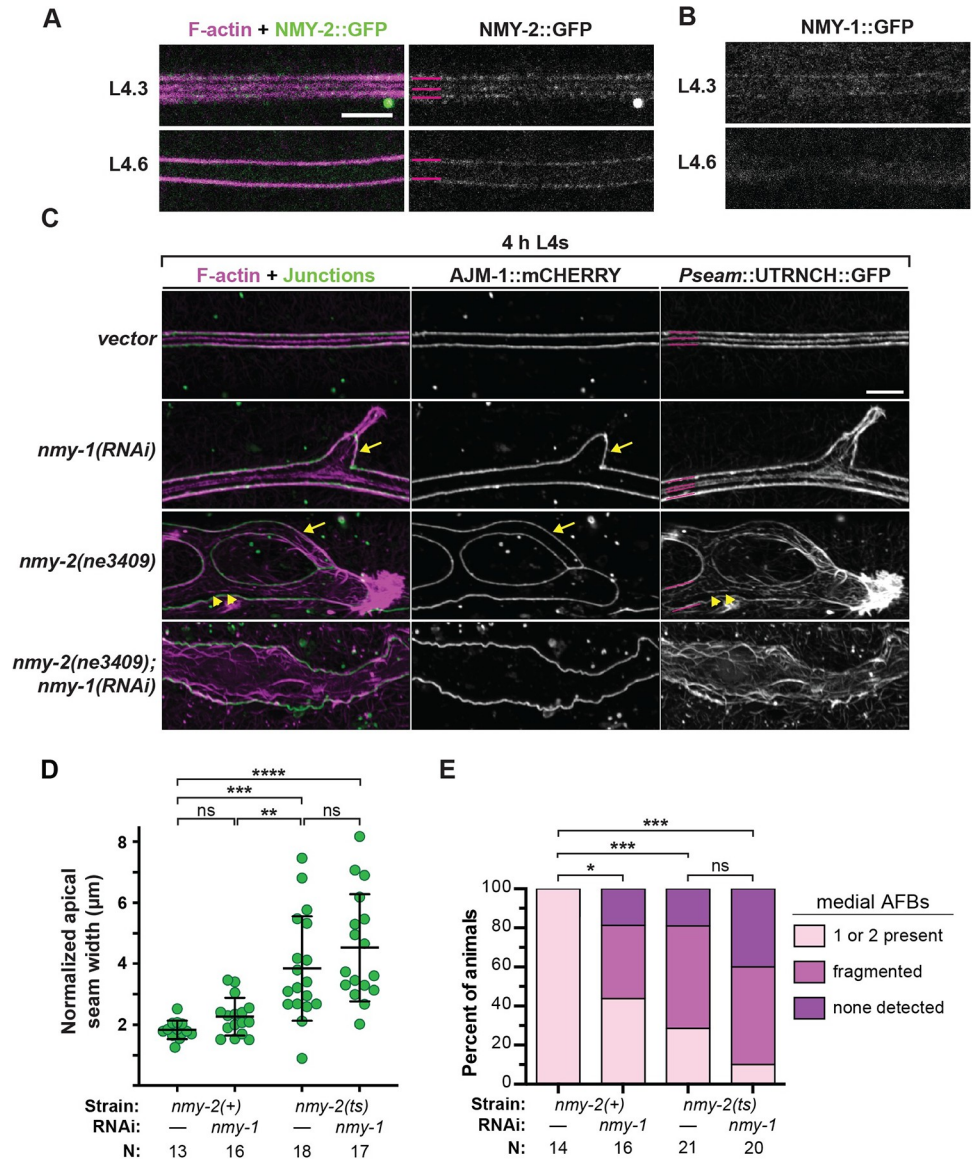 A
F-actin + NMY-2::GFP
NMY-2::GFP
L4.3
L4.6
B
NMY-1::GFP
L4.3
L4.6
C
4 h L4s
F-actin + Junctions
AJM-1::mCHERRY
Pseam::UTRNCH::GFP
vector
nmy-1(RNAi)
nmy-2(ne3409)
nmy-2(ne3409);
nmy-1(RNAi)
D
****
***
ns
**
ns
Normalized apical
seam width (µm)
8
6
4
2
Strain:
nmy-2(+)
nmy-2(ts)
RNAi:
—
nmy-1
—
nmy-1
N:
13
16
18
17
E
***
***
*
ns
Percent of animals
100
80
60
40
20
0
medial AFBs
1 or 2 present
fragmented
none detected
Strain:
nmy-2(+)
nmy-2(ts)
RNAi:
—
nmy-1
—
nmy-1
N:
14
16
21
20